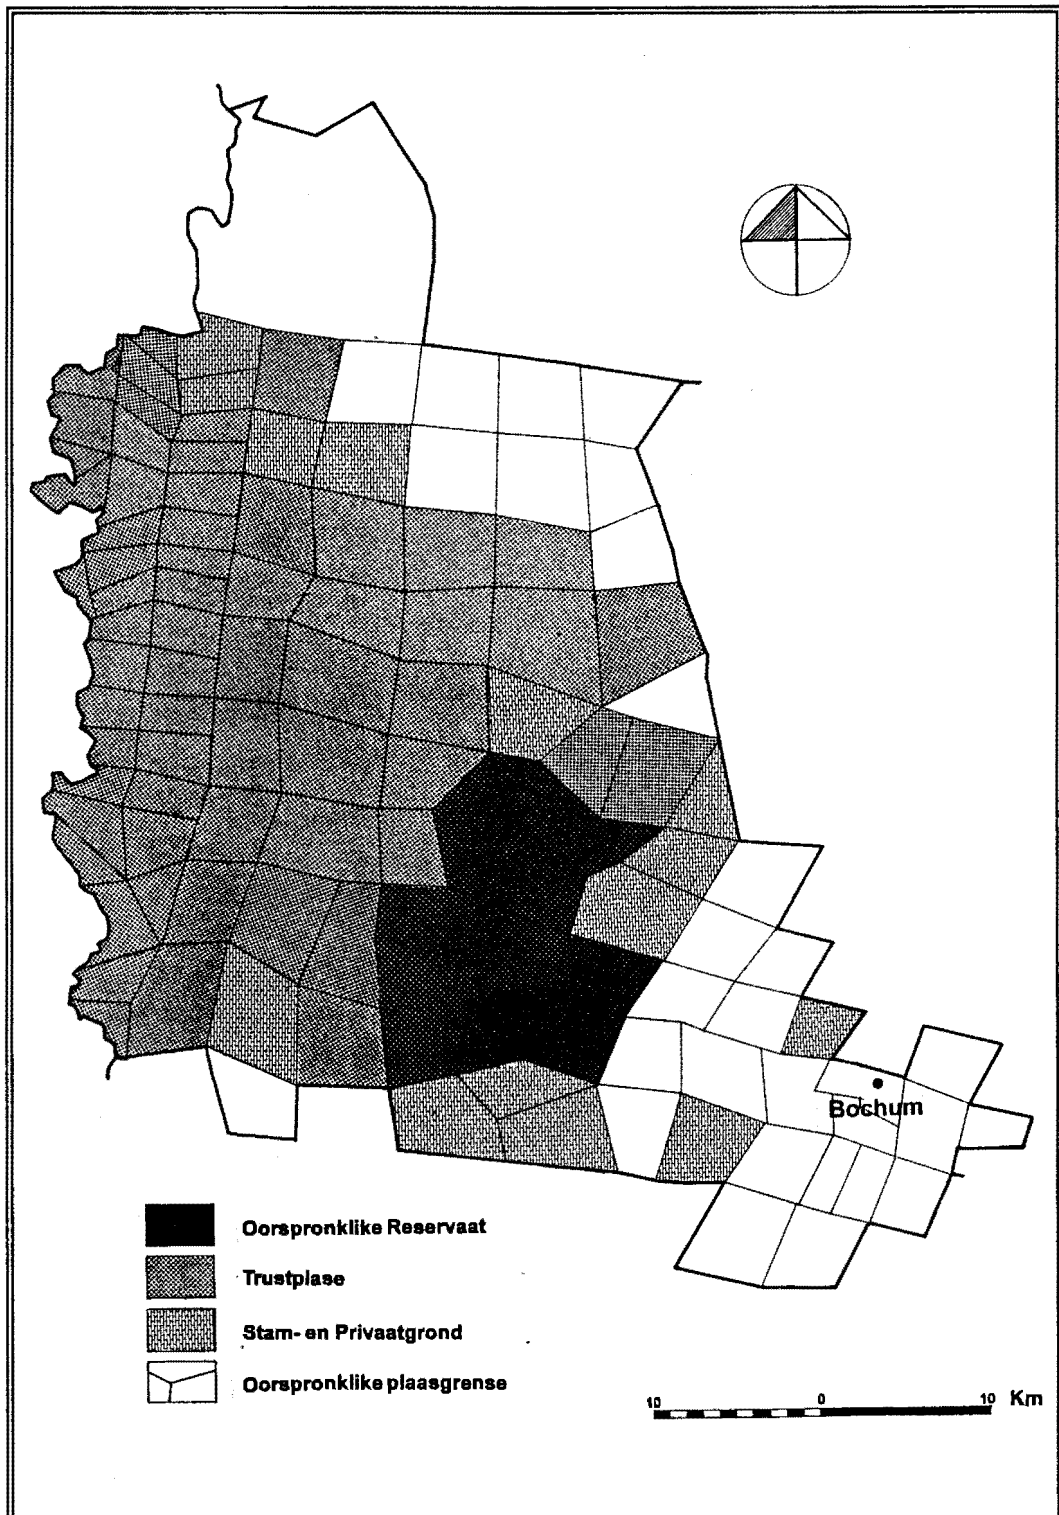 Bochum
Oorspronklike Reservaat
Trustplase
Stam- en Privaatgrond
Oorspronklike plaasgrense
10 0 10 Km